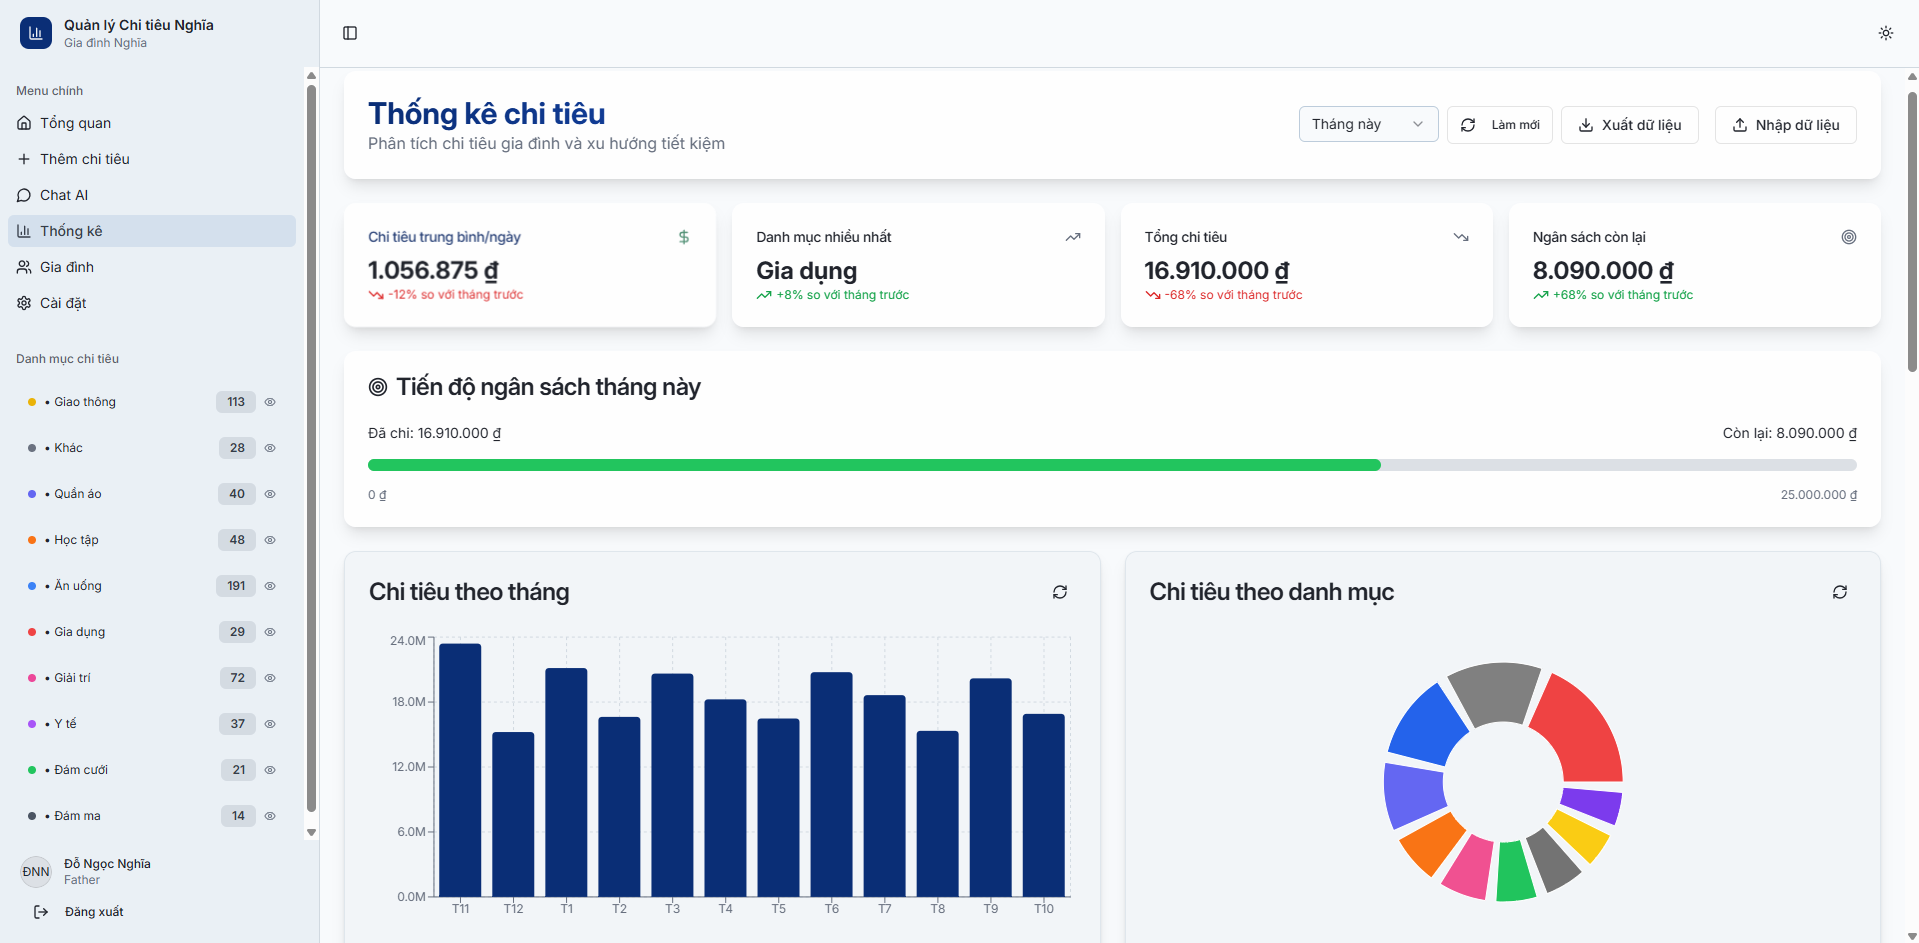 Quản lý Chi tiêu Nghĩa
Gia đình Nghĩa
Menu chính
Tổng quan
Thêm chi tiêu
Chat AI
Thống kê
Gia đình
Cài đặt
Danh mục chi tiêu
• Giao thông 113
• Khác 28
• Quần áo 40
• Học tập 48
• Ăn uống 191
• Gia dụng 29
• Giải trí 72
• Y tế 37
• Đám cưới 21
• Đám ma 14
ĐNN
Đỗ Ngọc Nghĩa
Father
Đăng xuất
Thống kê chi tiêu
Phân tích chi tiêu gia đình và xu hướng tiết kiệm
Tháng này
Làm mới
Xuất dữ liệu
Nhập dữ liệu
Chi tiêu trung bình/ngày
1.056.875 ₫
-12% so với tháng trước
Danh mục nhiều nhất
Gia dụng
+8% so với tháng trước
Tổng chi tiêu
16.910.000 ₫
-68% so với tháng trước
Ngân sách còn lại
8.090.000 ₫
+68% so với tháng trước
Tiến độ ngân sách tháng này
Đã chi: 16.910.000 ₫
Còn lại: 8.090.000 ₫
0 ₫
25.000.000 ₫
Chi tiêu theo tháng
24.0M
18.0M
12.0M
6.0M
0.0M
T11 T12 T1 T2 T3 T4 T5 T6 T7 T8 T9 T10
Chi tiêu theo danh mục